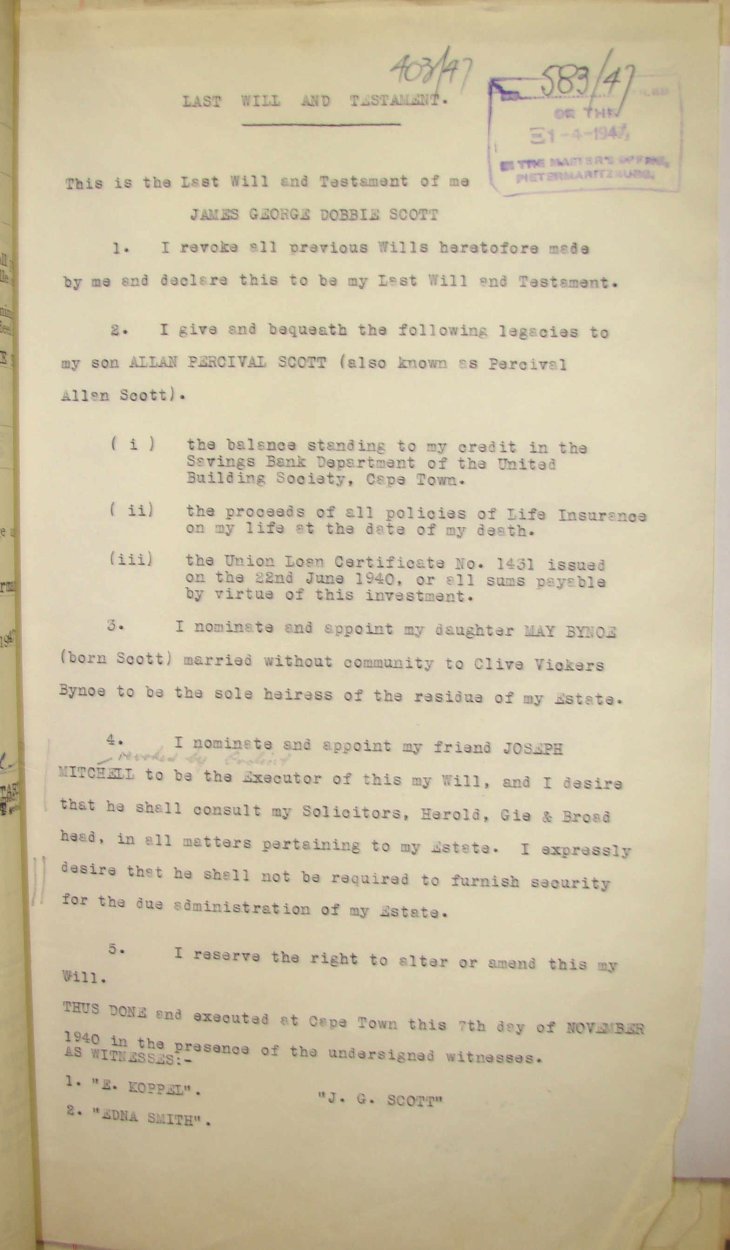 403/47
583/47
OR THE
31-4-1947
IN THE MASTER'S OFFICE,
PIETERMARITZBURG.
LAST WILL AND TESTAMENT.
This is the Last Will and Testament of me
JAMES GEORGE DOBBIE SCOTT
1. I revoke all previous Wills heretofore made
by me and declare this to be my Last Will and Testament.
2. I give and bequeath the following legacies to
my son ALLAN PERCIVAL SCOTT (also known as Percival
Allen Scott).
( i ) the balance standing to my credit in the
Savings Bank Department of the United
Building Society, Cape Town.
( ii) the proceeds of all policies of Life Insurance
on my life at the date of my death.
(iii) the Union Loan Certificate No. 1431 issued
on the 22nd June 1940, or all sums payable
by virtue of this investment.
3. I nominate and appoint my daughter MAY BYNOE
(born Scott) married without community to Clive Vickers
Bynoe to be the sole heiress of the residue of my Estate.
4. I nominate and appoint my friend JOSEPH
revoked by Codicil
MITCHELL to be the Executor of this my Will, and I desire
that he shall consult my Solicitors, Herold, Gie & Broad
head, in all matters pertaining to my Estate. I expressly
desire that he shall not be required to furnish security
for the due administration of my Estate.
5. I reserve the right to alter or amend this my
Will.
THUS DONE and executed at Cape Town this 7th day of NOVEMBER
1940 in the presence of the undersigned witnesses.
AS WITNESSES:-
1. "E. KOPPEL".
"J. G. SCOTT"
2. "EDNA SMITH".